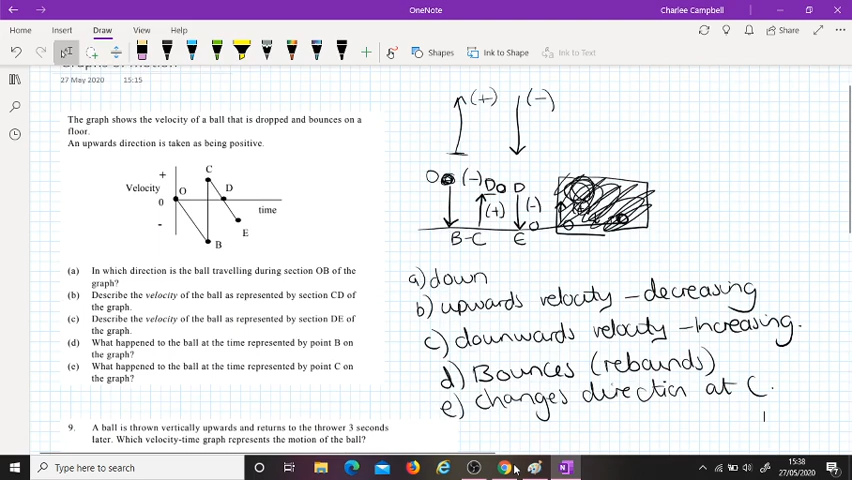 OneNote
Charlee Campbell
Home Insert Draw View Help
Share
Shapes
Ink to Shape
Ink to Text
27 May 2020 15:15
The graph shows the velocity of a ball that is dropped and bounces on a
floor.
An upwards direction is taken as being positive.
+
Velocity 0
-
O
B
C
D
E
time
(a) In which direction is the ball travelling during section OB of the
graph?
(b) Describe the velocity of the ball as represented by section CD of
the graph.
(c) Describe the velocity of the ball as represented by section DE of
the graph.
(d) What happened to the ball at the time represented by point B on
the graph?
(e) What happened to the ball at the time represented by point C on
the graph?
9. A ball is thrown vertically upwards and returns to the thrower 3 seconds
later. Which velocity-time graph represents the motion of the ball?
(+) (-)
O (-) D D
(+) (-)
B-C E
a) down
b) upwards velocity - decreasing
c) downwards velocity - Increasing.
d) Bounces (rebounds)
e) changes direction at C.
Type here to search
15:38
27/05/2020